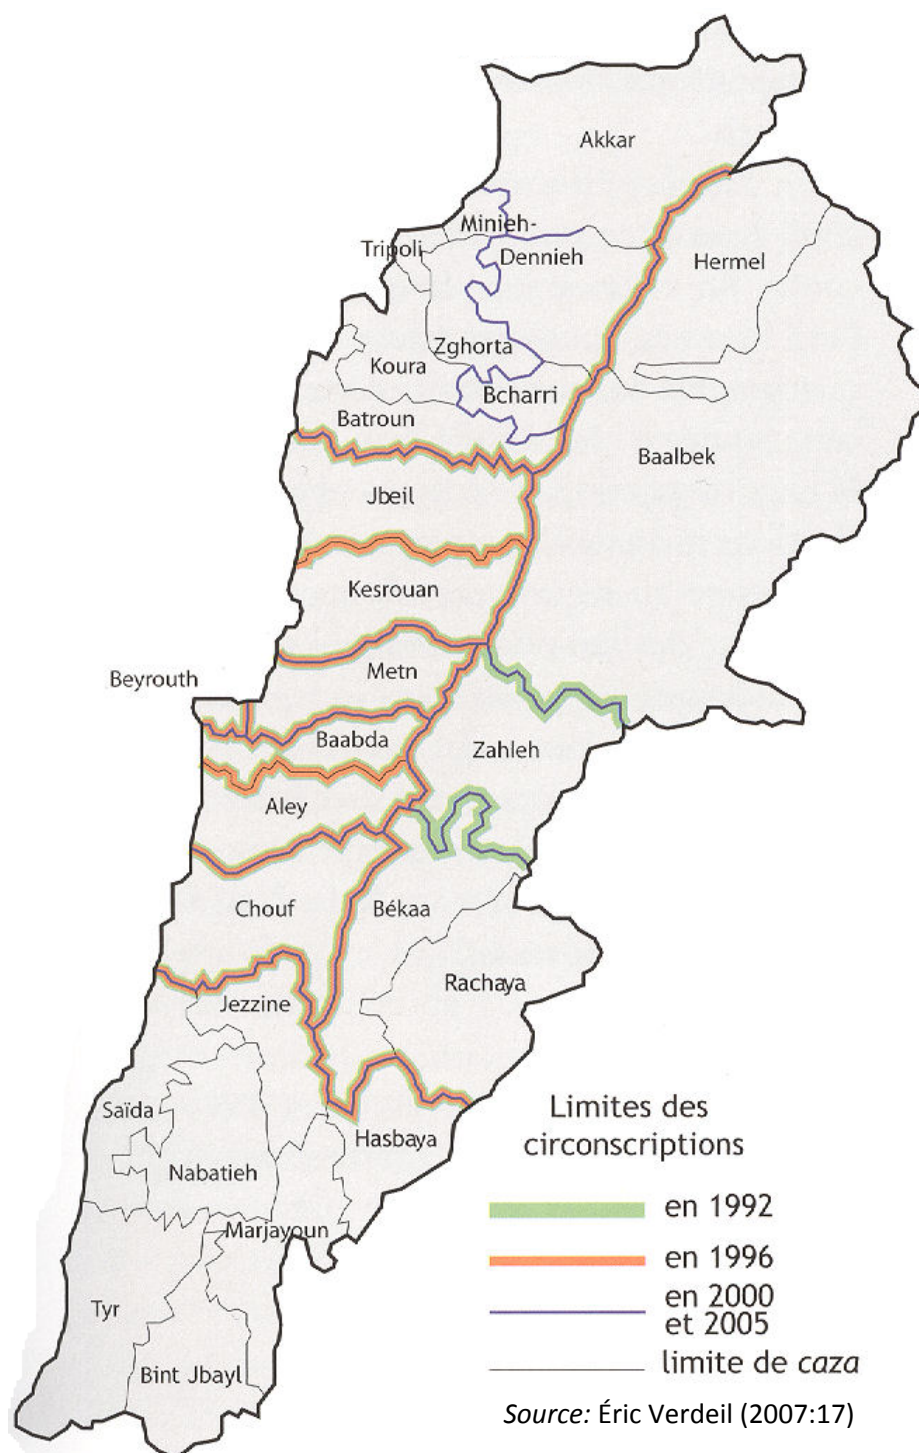 Akkar
Minieh-
Tripoli
Dennieh
Hermel
Zghorta
Koura
Bcharri
Batroun
Baalbek
Jbeil
Kesrouan
Metn
Beyrouth
Baabda
Zahleh
Aley
Chouf
Békaa
Rachaya
Jezzine
Saïda
Hasbaya
Nabatieh
Marjayoun
Tyr
Bint Jbayl
Limites des
circonscriptions
en 1992
en 1996
en 2000
et 2005
limite de caza
Source: Éric Verdeil (2007:17)